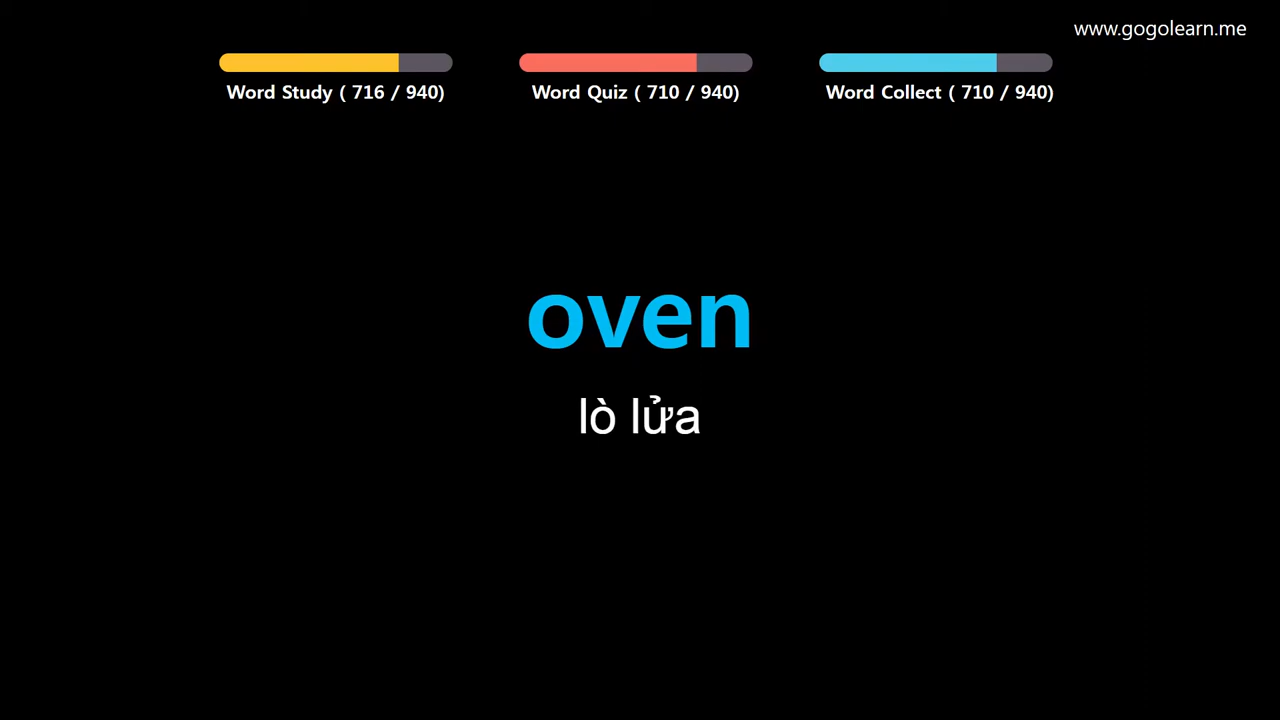 www.gogolearn.me
Word Study ( 716 / 940)
Word Quiz ( 710 / 940)
Word Collect ( 710 / 940)
oven
lò lửa